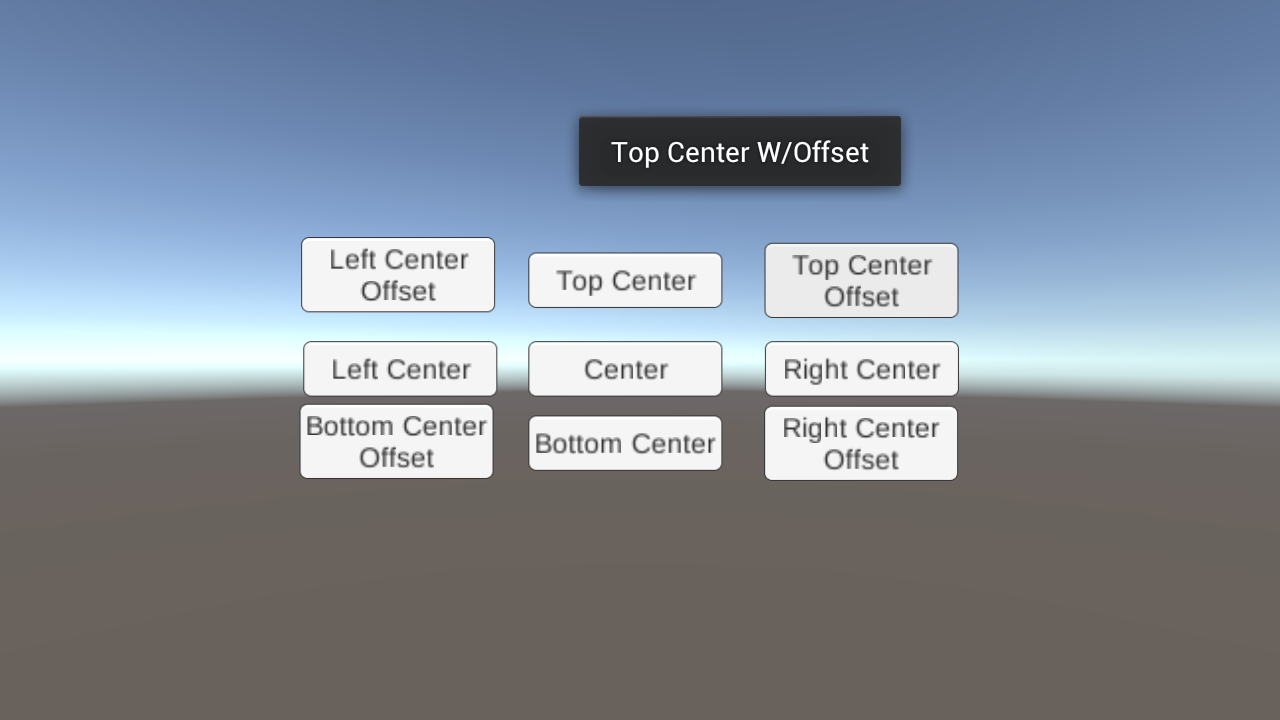 Top Center W/Offset
Left Center
Offset
Top Center
Top Center
Offset
Left Center
Center
Right Center
Bottom Center
Offset
Bottom Center
Right Center
Offset